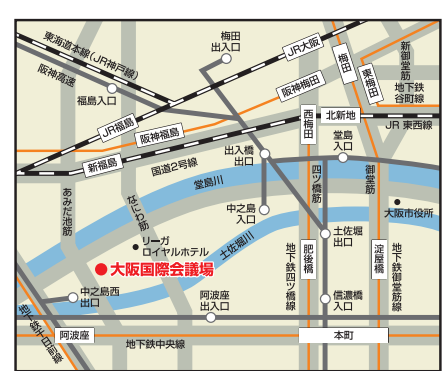 梅田
出入口
東海道本線(JR神戸線)
阪神高速
JR大阪
梅田
新御堂筋
東梅田
地下鉄
谷町線
福島入口
阪神梅田
JR福島
阪神福島
西梅田
北新地
JR 東西線
新福島
国道2号線
出入橋
出口
堂島
入口
堂島川
四ツ橋筋
御堂筋
あみだ池筋
なにわ筋
中之島
入口
大阪市役所
リーガ
ロイヤルホテル
土佐堀川
土佐堀
出口
大阪国際会議場
地下鉄四ツ橋線
肥後橋
淀屋橋
地下鉄御堂筋線
中之島西
出口
阿波座
出入口
信濃橋
入口
地下鉄千日前線
阿波座
本町
地下鉄中央線